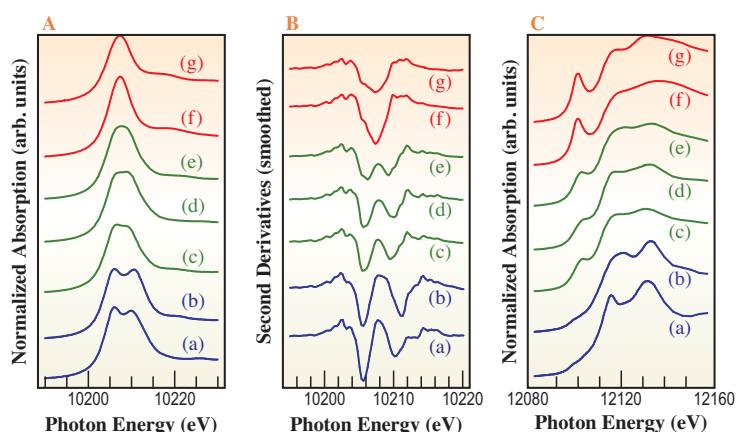 A
Normalized Absorption (arb. units)
(g)
(f)
(e)
(d)
(c)
(b)
(a)
10200 10220
Photon Energy (eV)
B
Second Derivatives (smoothed)
(g)
(f)
(e)
(d)
(c)
(b)
(a)
10200 10210 10220
Photon Energy (eV)
C
Normalized Absorption (arb. units)
(g)
(f)
(e)
(d)
(c)
(b)
(a)
12080 12120 12160
Photon Energy (eV)